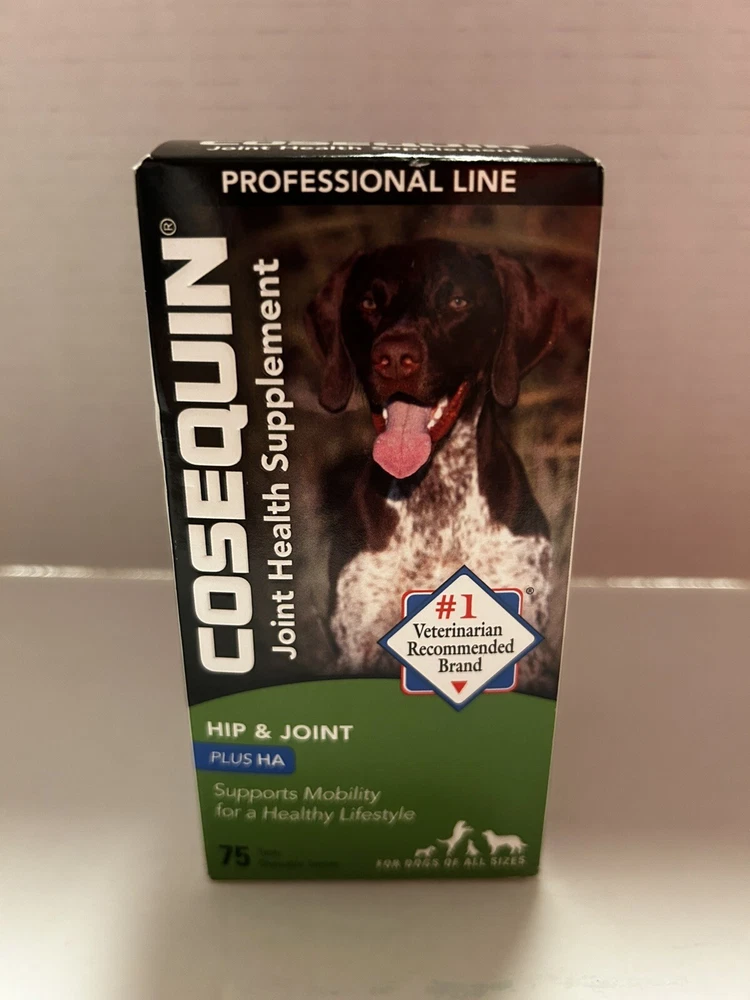 Joint Health Supplement
PROFESSIONAL LINE
COSEQUIN®
Joint Health Supplement
#1
Veterinarian
Recommended
Brand
®
HIP & JOINT
PLUS HA
Supports Mobility
for a Healthy Lifestyle
75
FOR DOGS OF ALL SIZES